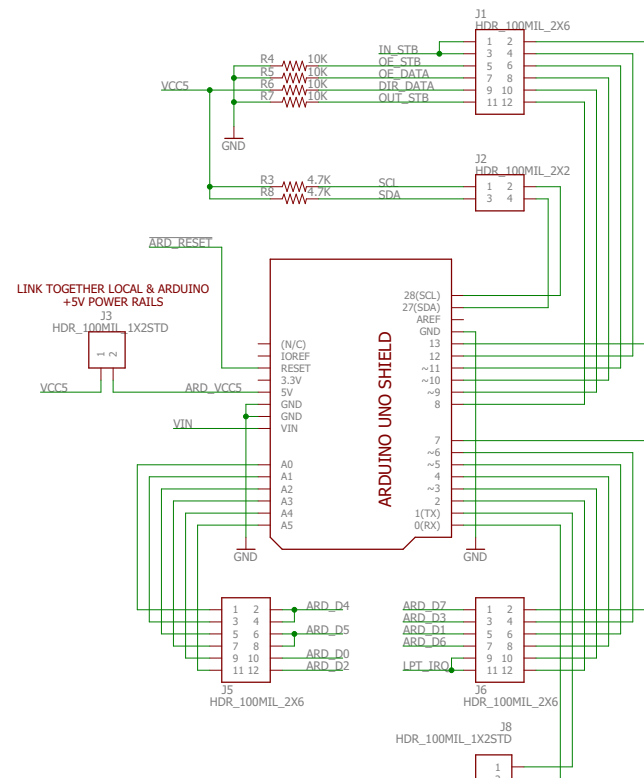 J1
HDR_100MIL_2X6
IN_STB
1 2
3 4
R4 10K OE_STB 5 6
R5 10K OE_DATA 7 8
VCC5 R6 10K DIR_DATA 9 10
R7 10K OUT_STB 11 12
GND
J2
HDR_100MIL_2X2
R3 4.7K SCL 1 2
R8 4.7K SDA 3 4
ARD_RESET
LINK TOGETHER LOCAL & ARDUINO
+5V POWER RAILS
J3
HDR_100MIL_1X2STD
1 2
VCC5 ARD_VCC5
VIN
ARDUINO UNO SHIELD
(N/C)
IOREF
RESET
3.3V
5V
GND
GND
VIN
A0
A1
A2
A3
A4
A5
28(SCL)
27(SDA)
AREF
GND
13
12
~11
~10
~9
8
7
~6
~5
4
~3
2
1(TX)
0(RX)
GND
GND
1 2 ARD_D4
3 4
5 6 ARD_D5
7 8
9 10 ARD_D0
11 12 ARD_D2
J5
HDR_100MIL_2X6
ARD_D7 1 2
ARD_D3 3 4
ARD_D1 5 6
ARD_D6 7 8
9 10
LPT_IRQ 11 12
J6
HDR_100MIL_2X6
J8
HDR_100MIL_1X2STD
1